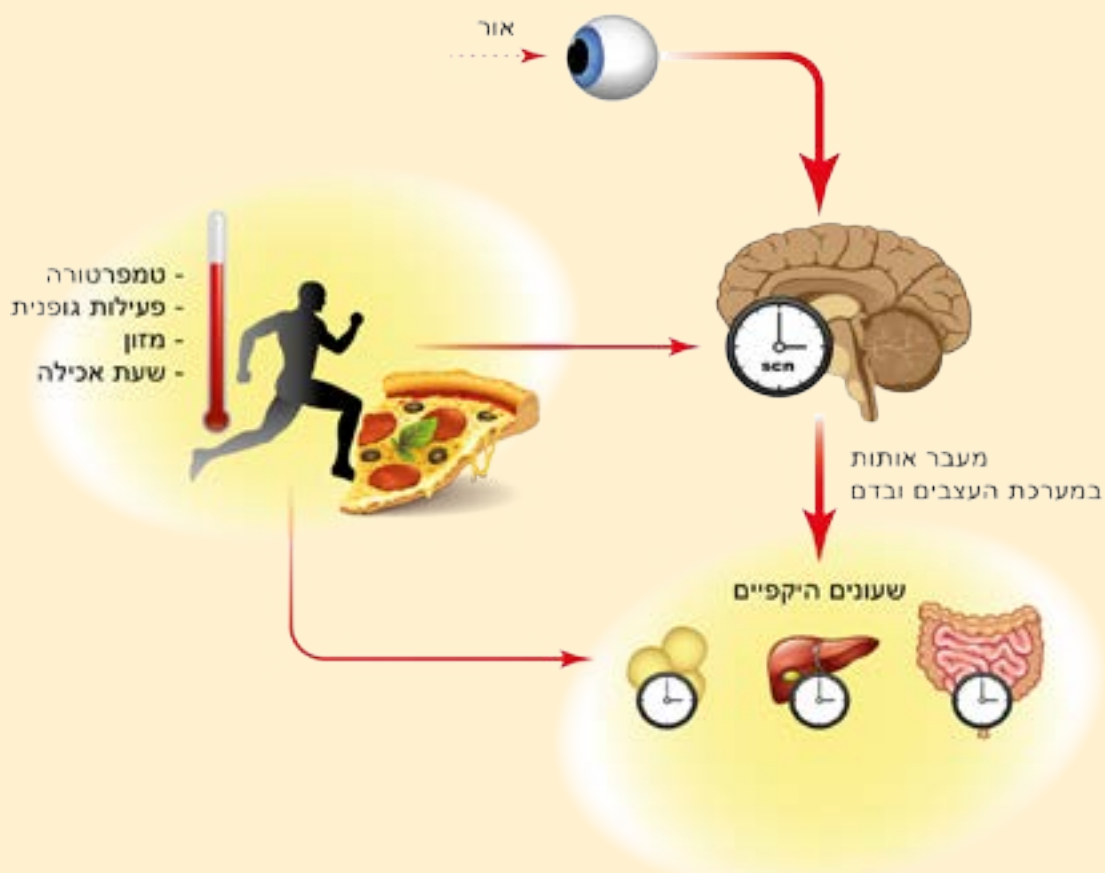 אור
- טמפרטורה
- פעילות גופנית
- מזון
- שעת אכילה
scn
מעבר אותות
במערכת העצבים ובדם
שעונים היקפיים